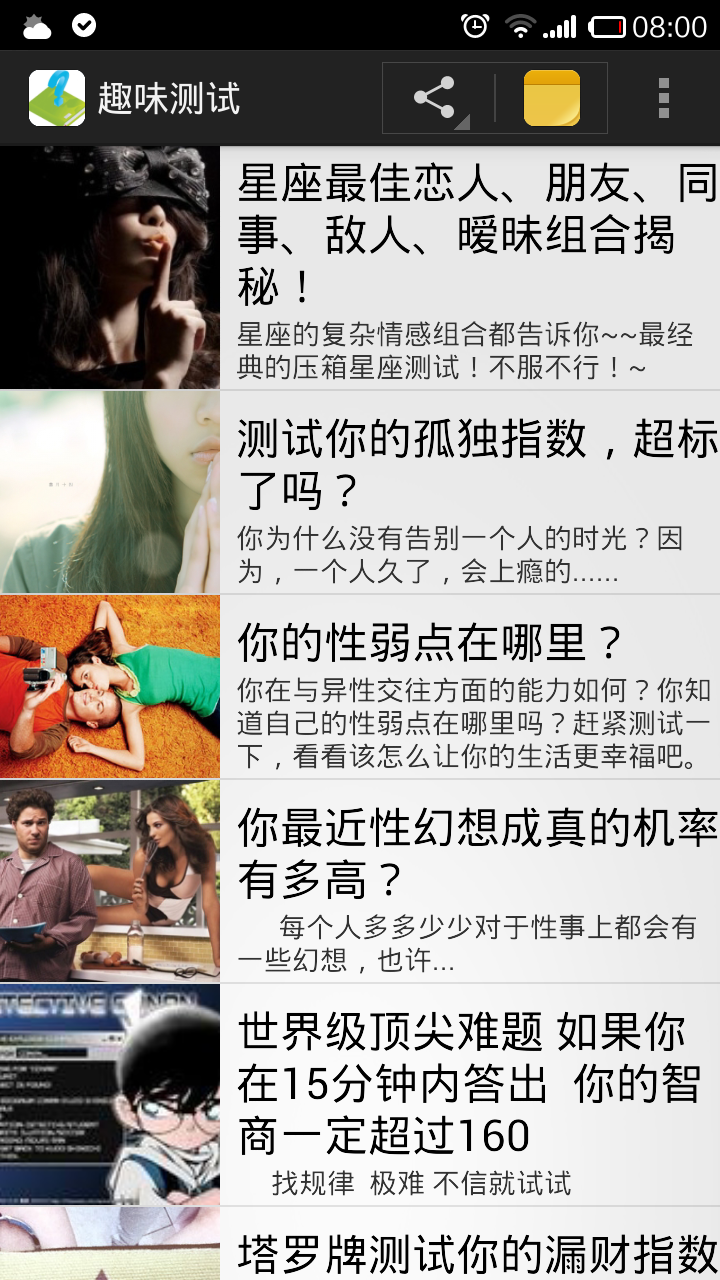 08:00
趣味测试
星座最佳恋人、朋友、同
事、敌人、暧昧组合揭
秘！
星座的复杂情感组合都告诉你~~最经
典的压箱星座测试！不服不行！~
测试你的孤独指数，超标
了吗？
你为什么没有告别一个人的时光？因
为，一个人久了，会上瘾的......
你的性弱点在哪里？
你在与异性交往方面的能力如何？你知
道自己的性弱点在哪里吗？赶紧测试一
下，看看该怎么让你的生活更幸福吧。
你最近性幻想成真的机率
有多高？
每个人多多少少对于性事上都会有
一些幻想，也许...
世界级顶尖难题 如果你
在15分钟内答出 你的智
商一定超过160
找规律 极难 不信就试试
塔罗牌测试你的漏财指数